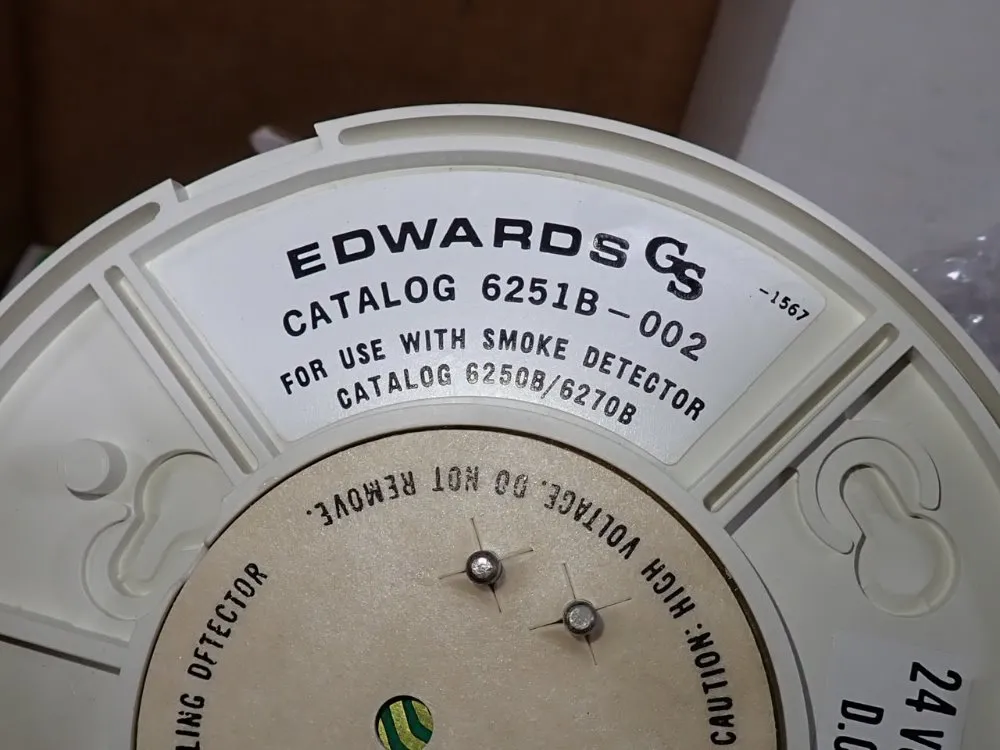 EDWARDS GS
CATALOG 6251B-002
-1567
FOR USE WITH SMOKE DETECTOR
CATALOG 6250B/6270B
CAUTION: HIGH VOLTAGE. DO NOT REMOVE.
LING DETECTOR
24 V
D.C